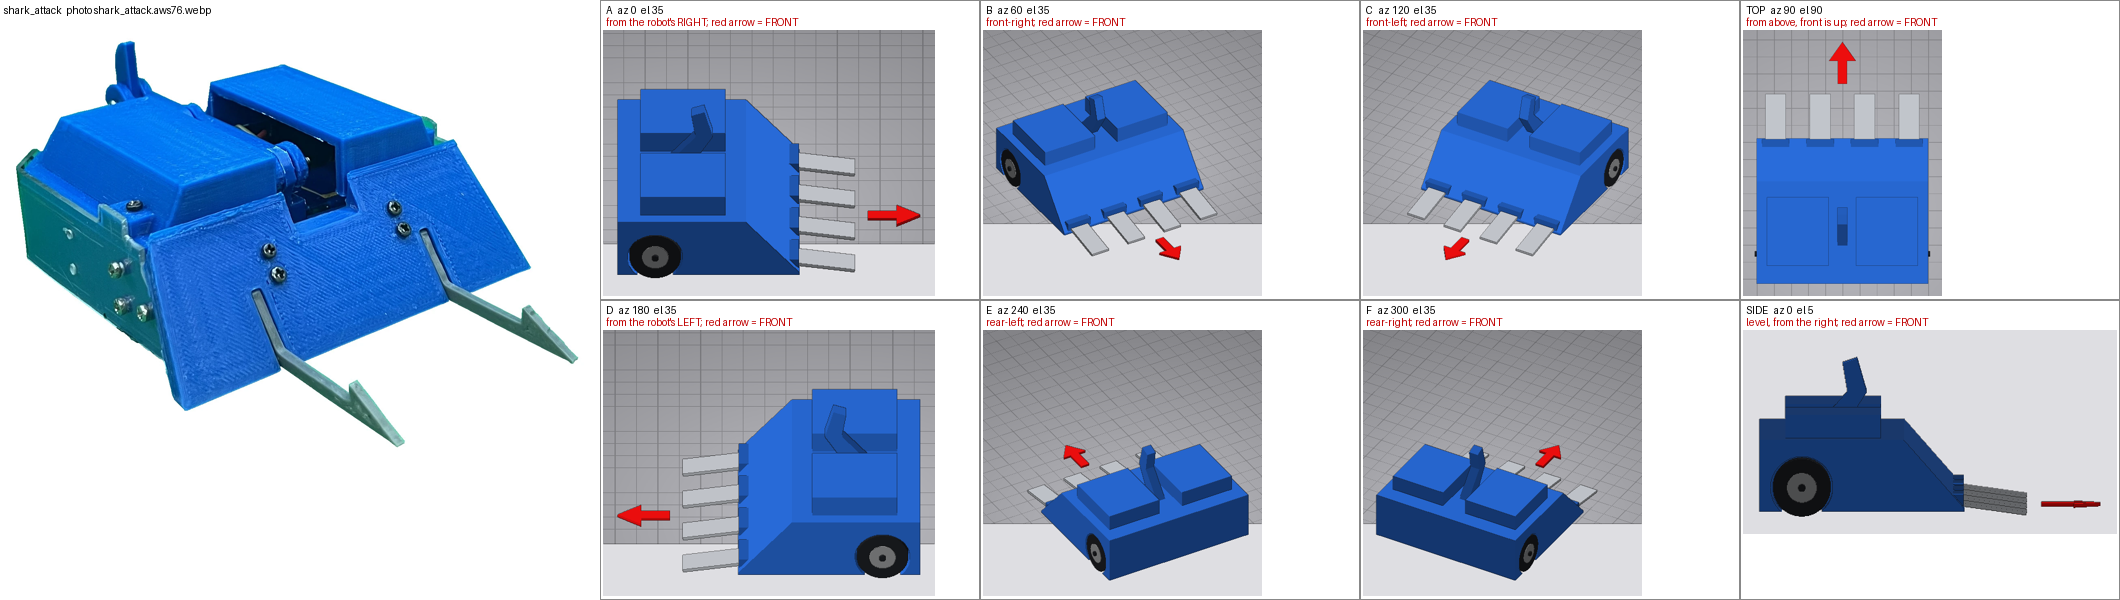 shark_attack photoshark_attack.aws76.webp
A az 0 el 35
from the robot's RIGHT; red arrow = FRONT
B az 60 el 35
front-right; red arrow = FRONT
C az 120 el 35
front-left; red arrow = FRONT
TOP az 90 el 90
from above, front is up; red arrow = FRONT
D az 180 el 35
from the robot's LEFT; red arrow = FRONT
E az 240 el 35
rear-left; red arrow = FRONT
F az 300 el 35
rear-right; red arrow = FRONT
SIDE az 0 el 5
level, from the right; red arrow = FRONT